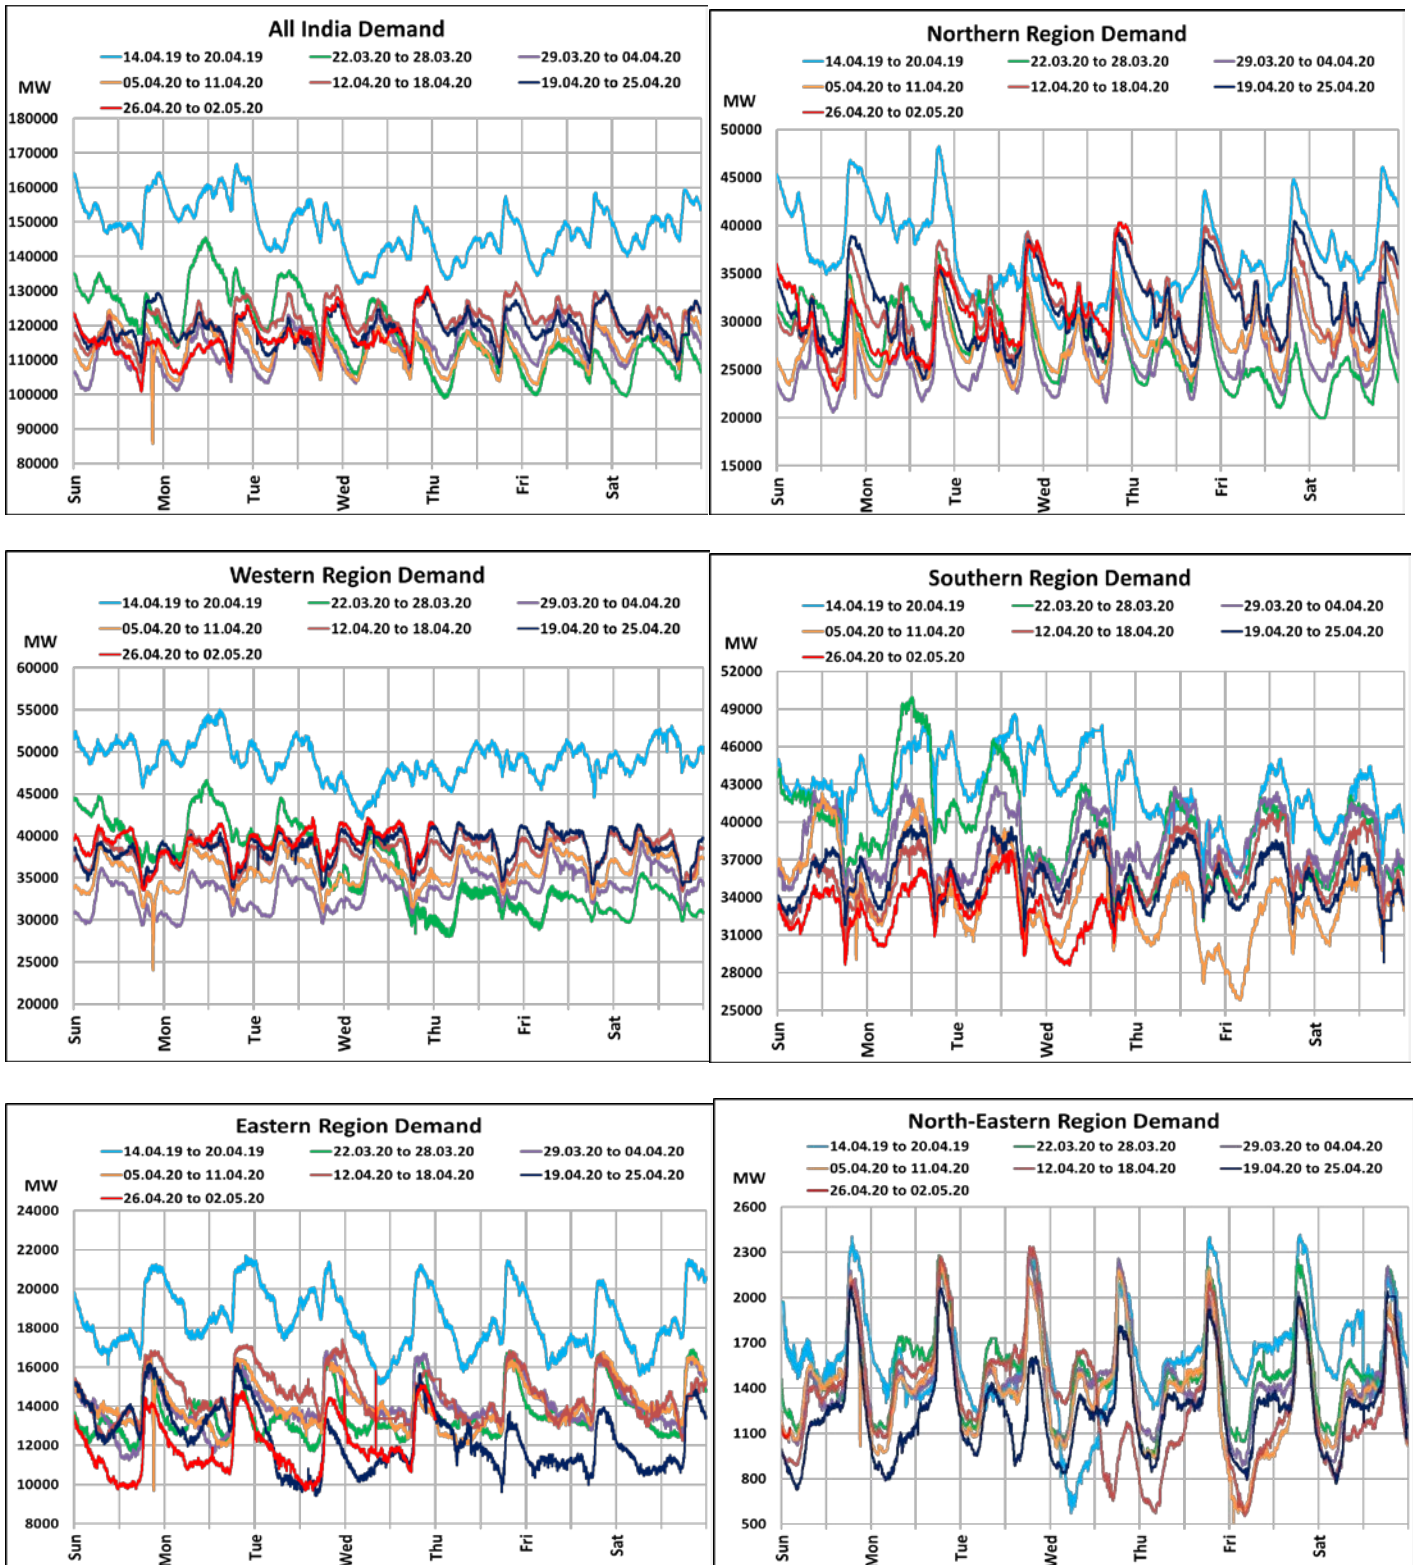 All India Demand
14.04.19 to 20.04.19 22.03.20 to 28.03.20 29.03.20 to 04.04.20
05.04.20 to 11.04.20 12.04.20 to 18.04.20 19.04.20 to 25.04.20
26.04.20 to 02.05.20
MW
180000
170000
160000
150000
140000
130000
120000
110000
100000
90000
80000
Sun Mon Tue Wed Thu Fri Sat
Northern Region Demand
14.04.19 to 20.04.19 22.03.20 to 28.03.20 29.03.20 to 04.04.20
05.04.20 to 11.04.20 12.04.20 to 18.04.20 19.04.20 to 25.04.20
26.04.20 to 02.05.20
MW
50000
45000
40000
35000
30000
25000
20000
15000
Sun Mon Tue Wed Thu Fri Sat
Western Region Demand
14.04.19 to 20.04.19 22.03.20 to 28.03.20 29.03.20 to 04.04.20
05.04.20 to 11.04.20 12.04.20 to 18.04.20 19.04.20 to 25.04.20
26.04.20 to 02.05.20
MW
60000
55000
50000
45000
40000
35000
30000
25000
20000
Sun Mon Tue Wed Thu Fri Sat
Southern Region Demand
14.04.19 to 20.04.19 22.03.20 to 28.03.20 29.03.20 to 04.04.20
05.04.20 to 11.04.20 12.04.20 to 18.04.20 19.04.20 to 25.04.20
26.04.20 to 02.05.20
MW
52000
49000
46000
43000
40000
37000
34000
31000
28000
25000
Sun Mon Tue Wed Thu Fri Sat
Eastern Region Demand
14.04.19 to 20.04.19 22.03.20 to 28.03.20 29.03.20 to 04.04.20
05.04.20 to 11.04.20 12.04.20 to 18.04.20 19.04.20 to 25.04.20
26.04.20 to 02.05.20
MW
24000
22000
20000
18000
16000
14000
12000
10000
8000
Sun Mon Tue Wed Thu Fri Sat
North-Eastern Region Demand
14.04.19 to 20.04.19 22.03.20 to 28.03.20 29.03.20 to 04.04.20
05.04.20 to 11.04.20 12.04.20 to 18.04.20 19.04.20 to 25.04.20
26.04.20 to 02.05.20
MW
2600
2300
2000
1700
1400
1100
800
500
Sun Mon Tue Wed Thu Fri Sat